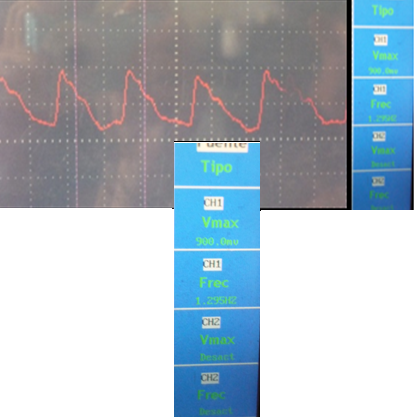 Tipo
CH1
Vmax
900.0mv
CH1
Frec
1.295HZ
CH2
Vmax
Desact
CH2
Frec
Fuente
Tipo
CH1
Vmax
900.0mv
CH1
Frec
1.295HZ
CH2
Vmax
Desact
CH2
Frec
Desact